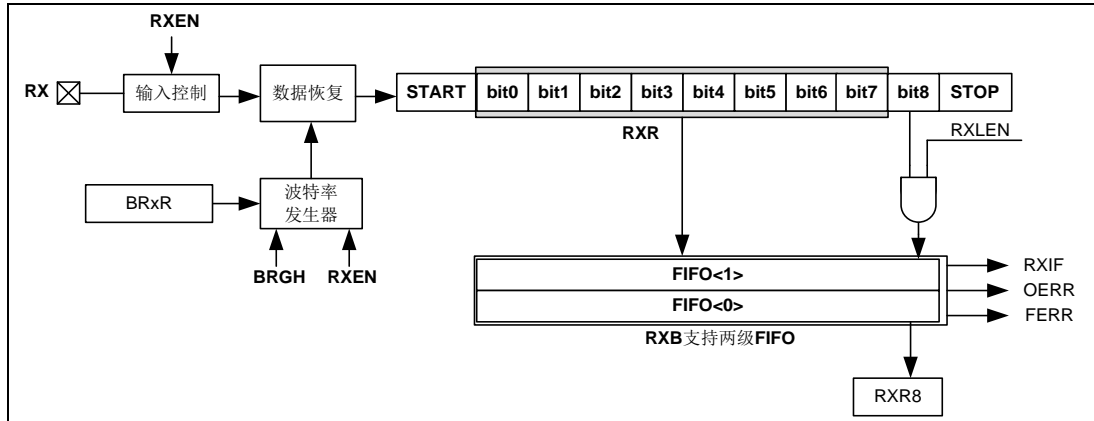 RXEN
RX
输入控制
数据恢复
START bit0 bit1 bit2 bit3 bit4 bit5 bit6 bit7 bit8 STOP
RXR
RXLEN
BRxR
波特率
发生器
BRGH
RXEN
FIFO<1>
FIFO<0>
RXIF
OERR
FERR
RXB支持两级FIFO
RXR8